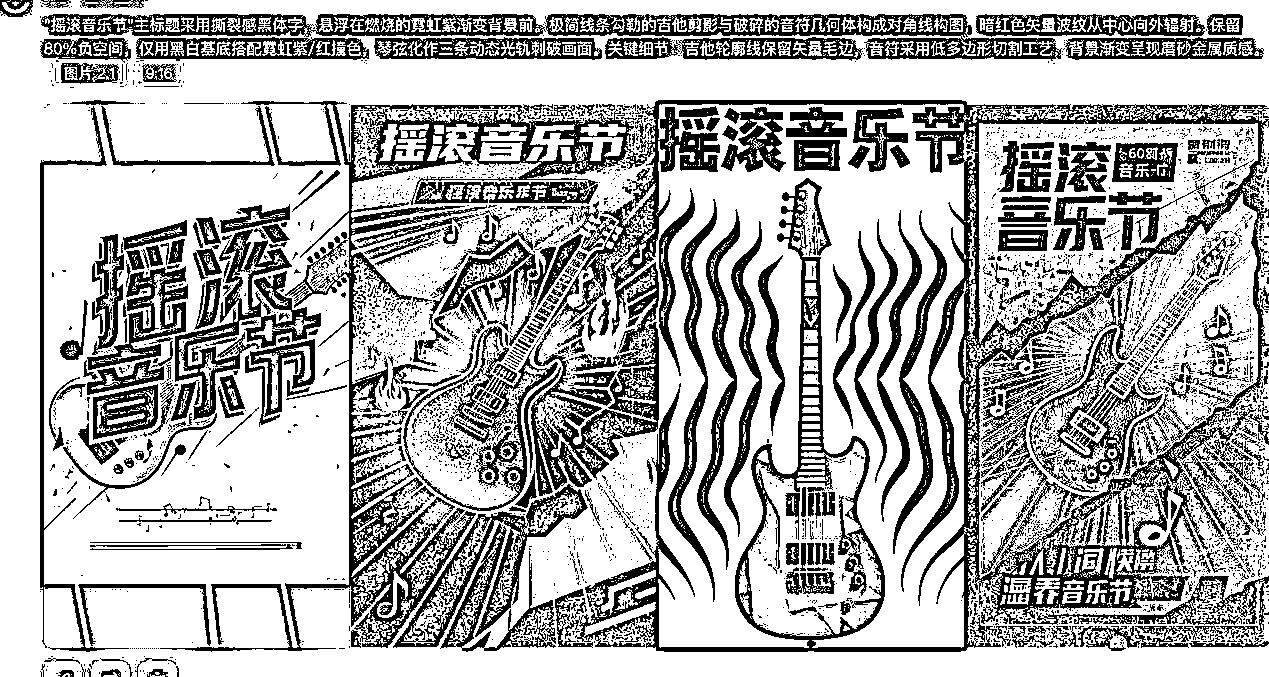 "摇滚音乐节"主标题采用撕裂感黑体字，悬浮在燃烧的霓虹紫渐变背景前。极简线条勾勒的吉他剪影与破碎的音符几何体构成对角线构图，暗红色矢量波纹从中心向外辐射。保留
80%负空间，仅用黑白基底搭配霓虹紫/红撞色，琴弦化作三条动态光轨刺破画面。关键细节：吉他轮廓线保留矢量毛边，音符采用低多边形切割工艺，背景渐变呈现磨砂金属质感。
图片2.1 9:16
摇滚
音乐节
摇滚音乐节
摇滚音乐节
摇滚
音乐节
音乐节